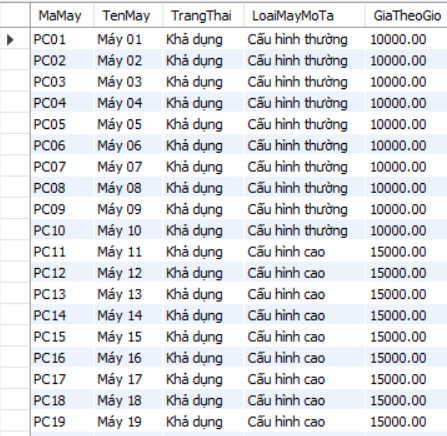 MaMay TenMay TrangThai LoaiMayMoTa GiaTheoGio
PC01 Máy 01 Khả dụng Cấu hình thường 10000.00
PC02 Máy 02 Khả dụng Cấu hình thường 10000.00
PC03 Máy 03 Khả dụng Cấu hình thường 10000.00
PC04 Máy 04 Khả dụng Cấu hình thường 10000.00
PC05 Máy 05 Khả dụng Cấu hình thường 10000.00
PC06 Máy 06 Khả dụng Cấu hình thường 10000.00
PC07 Máy 07 Khả dụng Cấu hình thường 10000.00
PC08 Máy 08 Khả dụng Cấu hình thường 10000.00
PC09 Máy 09 Khả dụng Cấu hình thường 10000.00
PC10 Máy 10 Khả dụng Cấu hình thường 10000.00
PC11 Máy 11 Khả dụng Cấu hình cao 15000.00
PC12 Máy 12 Khả dụng Cấu hình cao 15000.00
PC13 Máy 13 Khả dụng Cấu hình cao 15000.00
PC14 Máy 14 Khả dụng Cấu hình cao 15000.00
PC15 Máy 15 Khả dụng Cấu hình cao 15000.00
PC16 Máy 16 Khả dụng Cấu hình cao 15000.00
PC17 Máy 17 Khả dụng Cấu hình cao 15000.00
PC18 Máy 18 Khả dụng Cấu hình cao 15000.00
PC19 Máy 19 Khả dụng Cấu hình cao 15000.00